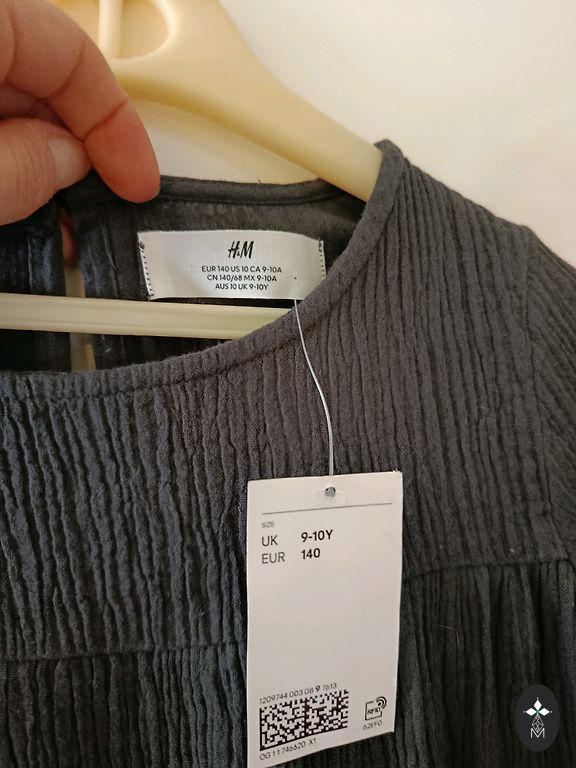 H&M
EUR 140 US 10 CA 9-10A
CN 140/68 MX 9-10A
AUS 10 UK 9-10Y
SIZE
UK 9-10Y
EUR 140
1209744 003 08 9 7613
RFID
62EF0
OG 11746620 X1
M